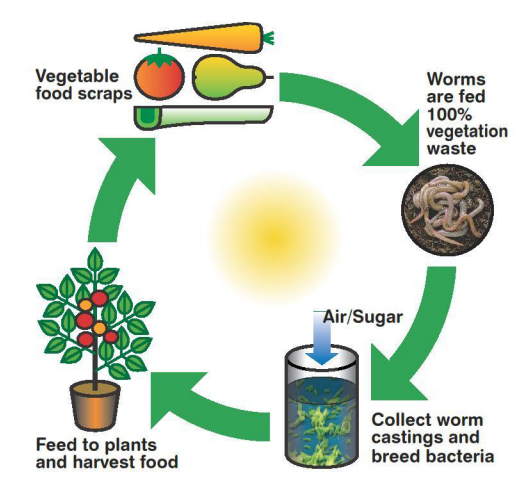 Vegetable
food scraps
Worms
are fed
100%
vegetation
waste
Air/Sugar
Collect worm
castings and
breed bacteria
Feed to plants
and harvest food